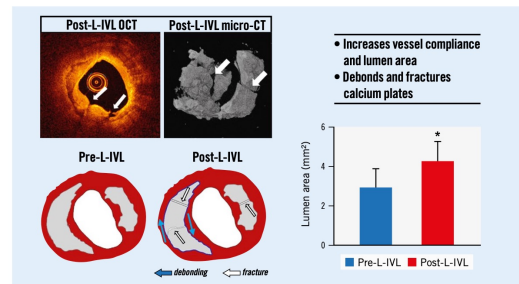 Post-L-IVL OCT
Post-L-IVL micro-CT
• Increases vessel compliance
and lumen area
• Debonds and fractures
calcium plates
Pre-L-IVL
Post-L-IVL
debonding
fracture
Lumen area (mm²)
6
4
2
0
*
Pre-L-IVL
Post-L-IVL